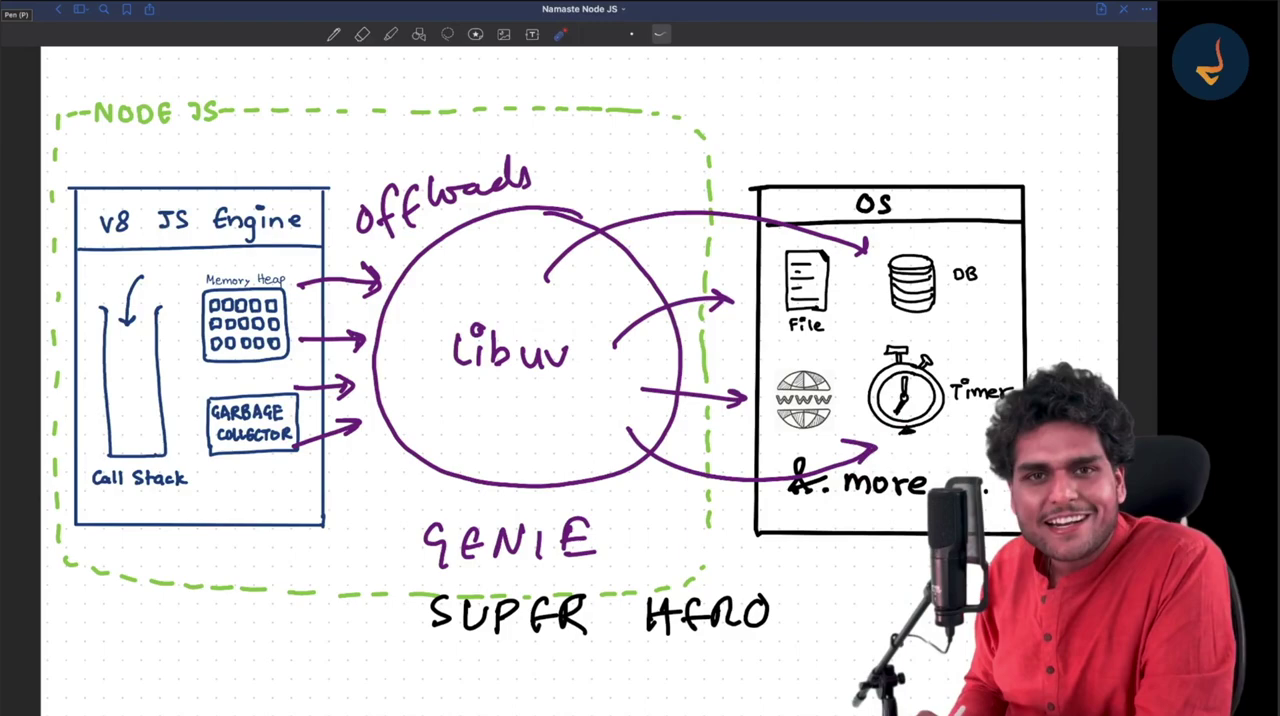 Namaste Node JS
Pen (P)
NODE JS
Offloads
V8 JS Engine
OS
Memory Heap
DB
File
Libuv
WWW
Timer
GARBAGE
COLLECTOR
Call Stack
&. more ...
GENIE
SUPER HERO